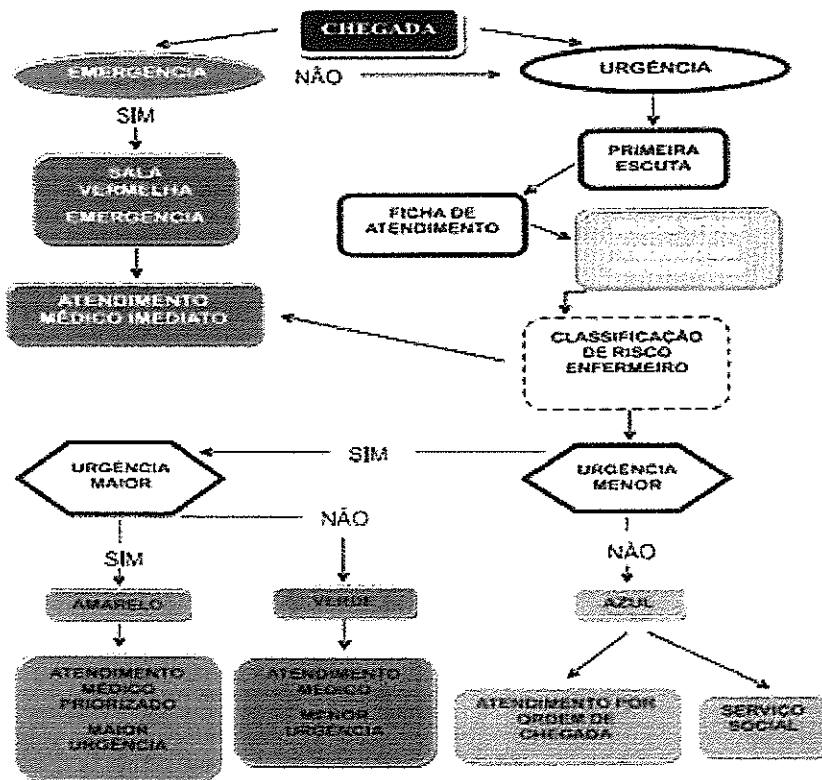 CHEGADA
EMERGÊNCIA
NÃO
URGÊNCIA
SIM
SALA
VERMELHA
EMERGÊNCIA
PRIMEIRA
ESCUTA
FICHA DE
ATENDIMENTO
ATENDIMENTO
MÉDICO IMEDIATO
CLASSIFICAÇÃO
DE RISCO
ENFERMEIRO
URGÊNCIA
MAIOR
SIM
URGÊNCIA
MENOR
NÃO
SIM
NÃO
AMARELO
VERDE
AZUL
ATENDIMENTO
MÉDICO
PRIORIZADO
MAIOR
URGÊNCIA
ATENDIMENTO
MÉDICO
MENOR
URGÊNCIA
ATENDIMENTO POR
ORDEM DE
CHEGADA
SERVIÇO
SOCIAL